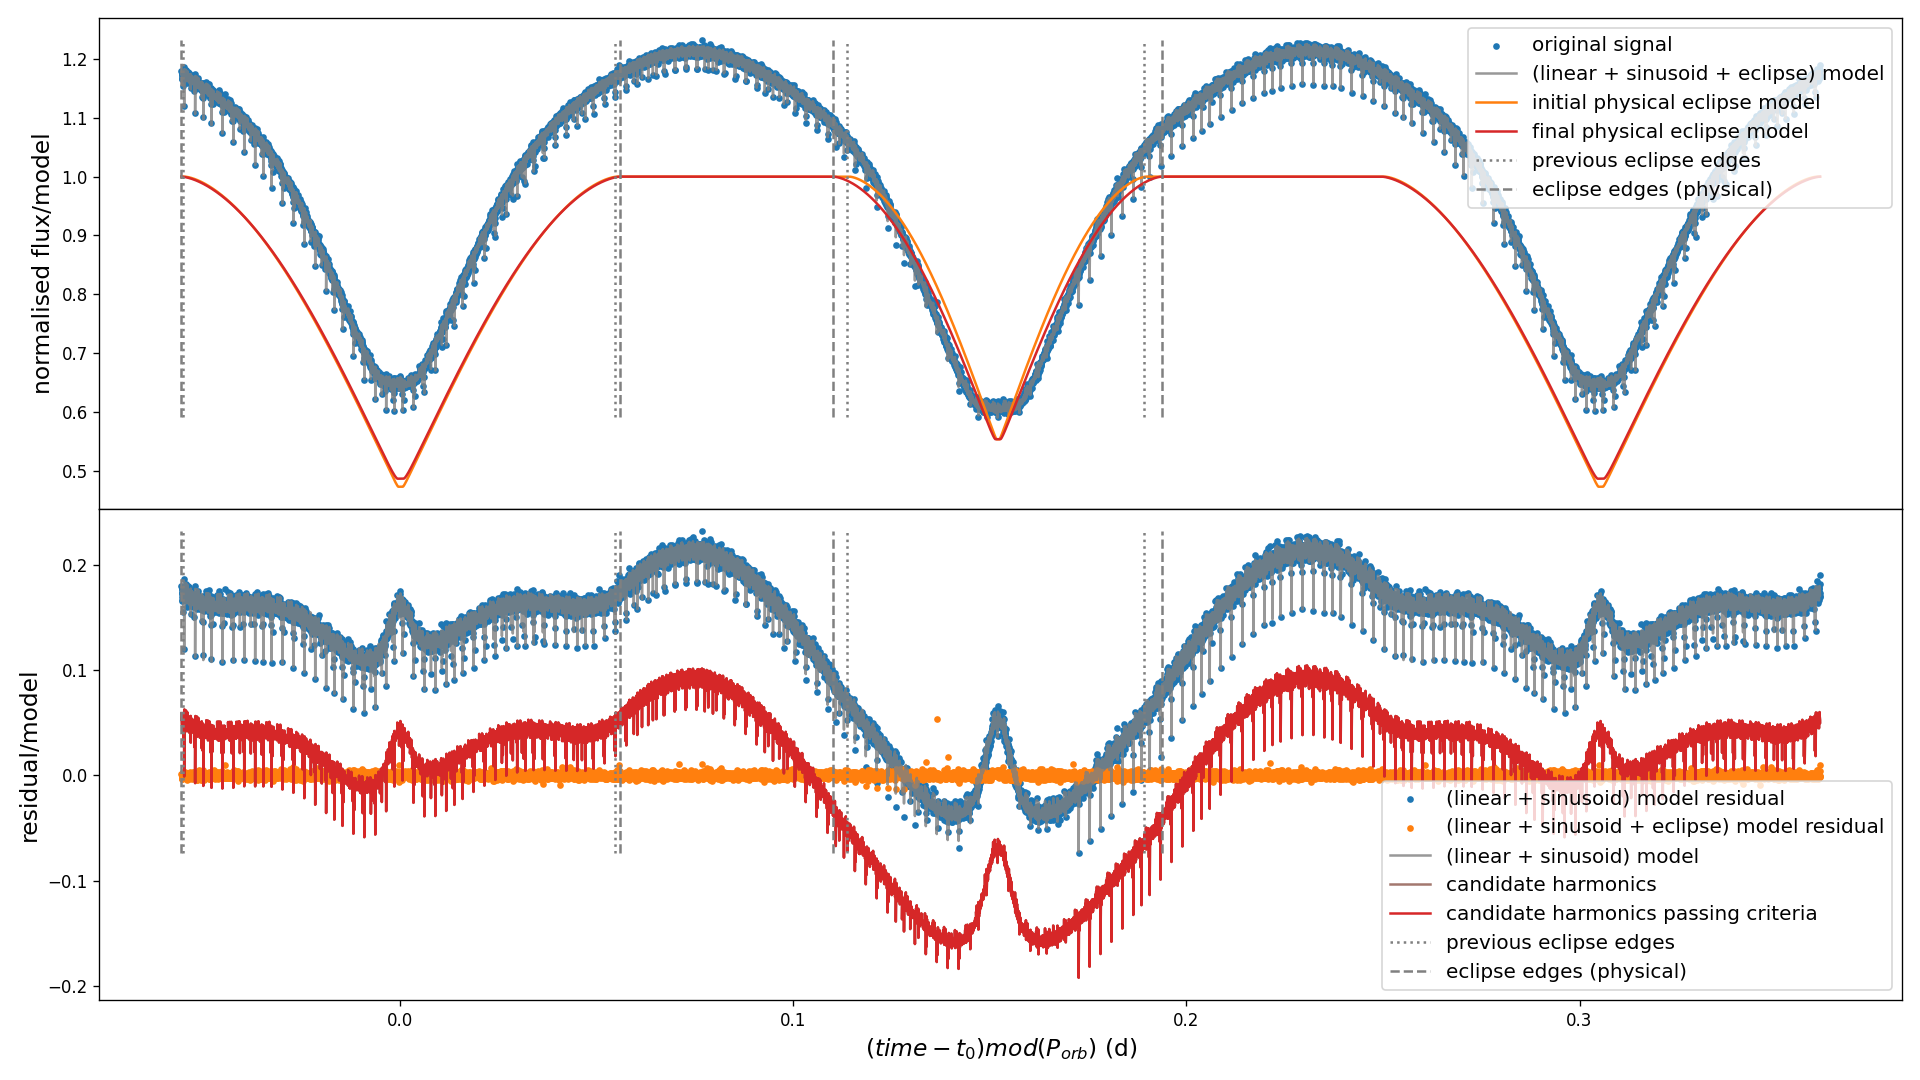 normalised flux/model
1.2
1.1
1.0
0.9
0.8
0.7
0.6
0.5
original signal
(linear + sinusoid + eclipse) model
initial physical eclipse model
final physical eclipse model
previous eclipse edges
eclipse edges (physical)
residual/model
0.2
0.1
0.0
−0.1
−0.2
(linear + sinusoid) model residual
(linear + sinusoid + eclipse) model residual
(linear + sinusoid) model
candidate harmonics
candidate harmonics passing criteria
previous eclipse edges
eclipse edges (physical)
0.0 0.1 0.2 0.3
(time − t₀)mod(P_orb) (d)